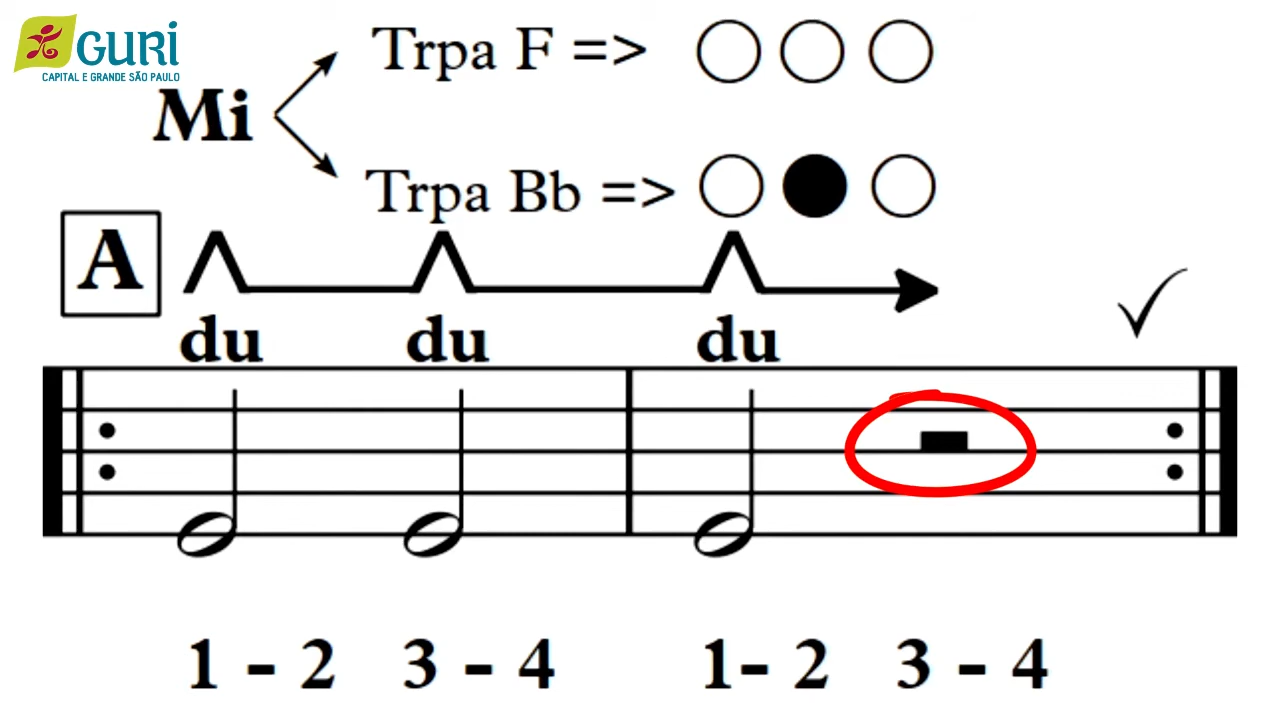 GURI
CAPITAL E GRANDE SÃO PAULO
Trpa F =>
Mi
Trpa Bb =>
A
du du du
1 - 2 3 - 4 1- 2 3 - 4